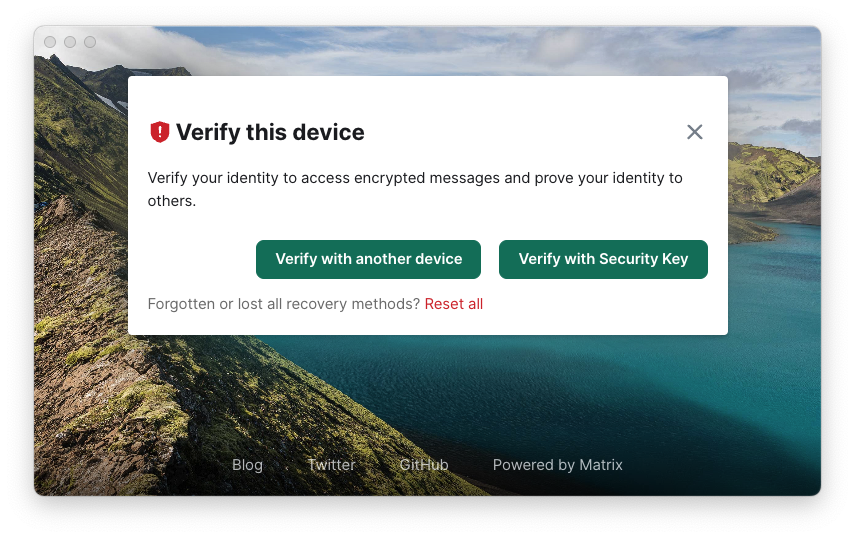 Verify this device
Verify your identity to access encrypted messages and prove your identity to
others.
Verify with another device
Verify with Security Key
Forgotten or lost all recovery methods? Reset all
Blog
Twitter
GitHub
Powered by Matrix